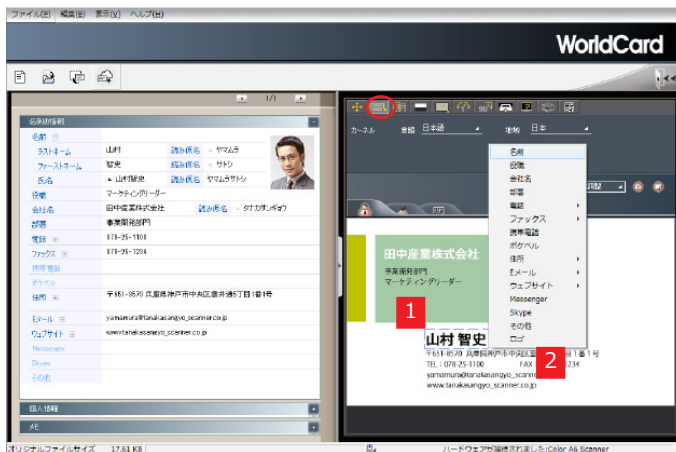 ファイル(E) 編集(E) 表示(V) ヘルプ(H)
WorldCard
1/1
名刺の情報
名前
ラストネーム 山村 読み仮名 ヤマムラ
ファーストネーム 智史 読み仮名 サトシ
氏名 山村智史 読み仮名 ヤマムラサトシ
役職 マーケティングリーダー
会社名 田中産業株式会社 読み仮名 タナカサンギョウ
部署 事業開発部門
電話 078-25-1100
ファックス 078-25-1234
携帯電話
ポケベル
住所 〒651-8570 兵庫県神戸市中央区雲井通5丁目1番1号
Eメール yamamura@tanakasangyo_scanner.co.jp
ウェブサイト www.tanakasangyo_scanner.co.jp
Messenger
Skype
その他
個人情報
メモ
カーネル 言語 日本語 地域 日本
名前
役職
会社名
部署
電話
ファックス
携帯電話
ポケベル
住所
Eメール
ウェブサイト
Messenger
Skype
その他
ロゴ
田中産業株式会社
事業開発部門
マーケティングリーダー
1
山村 智史
2
〒651-8570 兵庫県神戸市中央区 目1番1号
TEL : 078-25-1100 FAX 1234
yamamura@tanakasangyo_scanner
www.tanakasangyo_scanner.co.jp
オリジナルファイルサイズ 17.61 KB
ハードウェアが接続されました:Color A6 Scanner